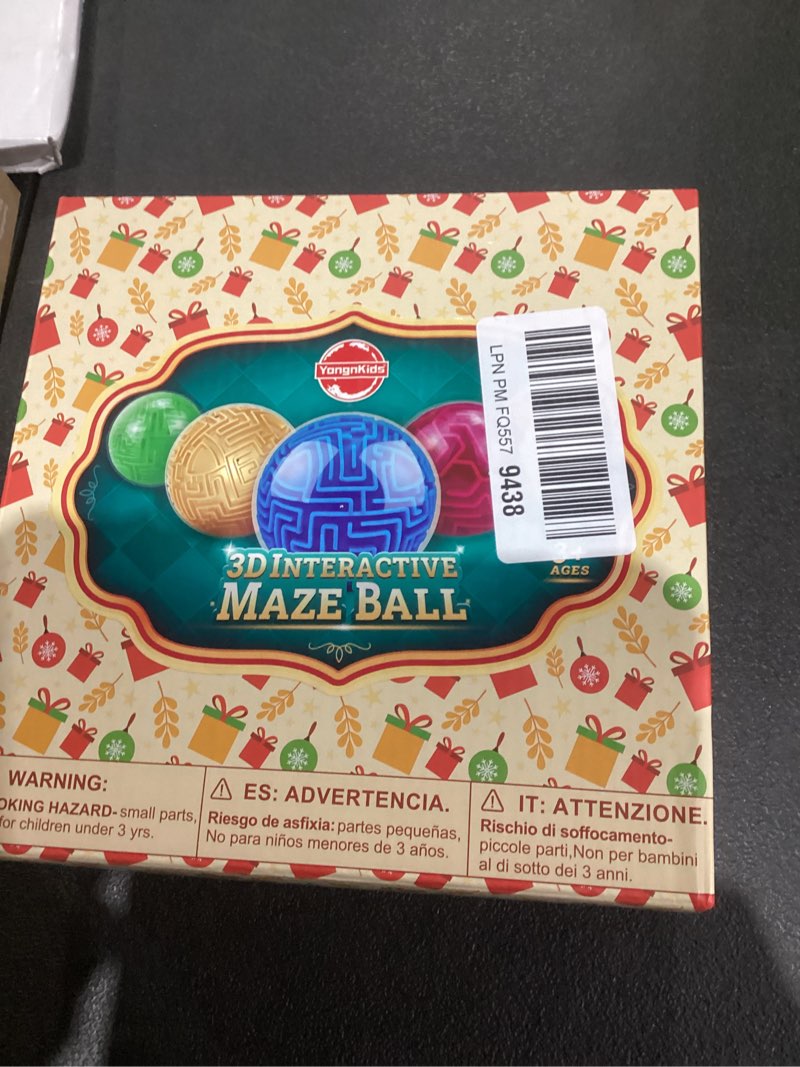 YongnKids
LPN PM FQ557 9438
3D INTERACTIVE
MAZE BALL
AGES
WARNING:
OKING HAZARD- small parts,
for children under 3 yrs.
⚠ ES: ADVERTENCIA.
Riesgo de asfixia: partes pequeñas,
No para niños menores de 3 años.
⚠ IT: ATTENZIONE.
Rischio di soffocamento-
piccole parti,Non per bambini
al di sotto dei 3 anni.